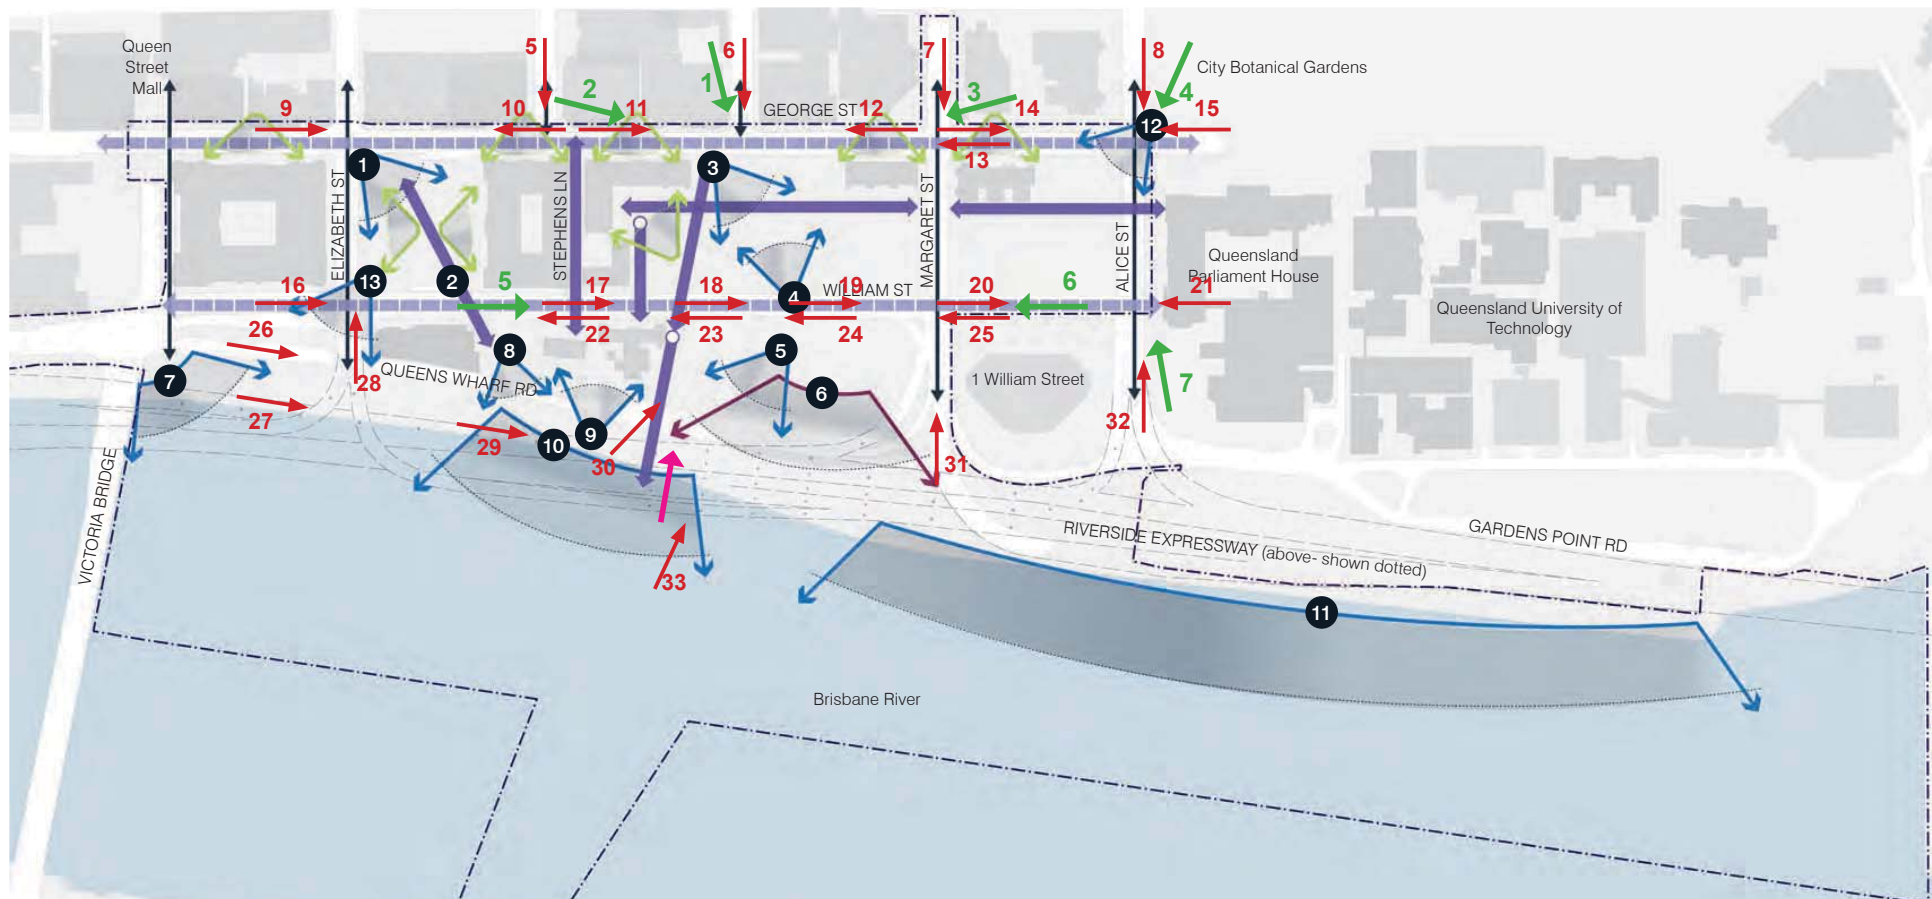 Queen
Street
Mall
5
6
7
8
City Botanical Gardens
1
2
3
4
9
10
11
GEORGE ST
12
14
15
12
13
1
3
ELIZABETH ST
STEPHENS LN
MARGARET ST
ALICE ST
Queensland
Parliament House
13
2
5
16
17
18
4
19
WILLIAM ST
20
6
21
22
23
24
25
Queensland University of
Technology
26
28
7
27
QUEENS WHARF RD
8
5
6
1 William Street
7
32
29
10
9
30
31
VICTORIA BRIDGE
33
RIVERSIDE EXPRESSWAY (above- shown dotted)
GARDENS POINT RD
11
Brisbane River